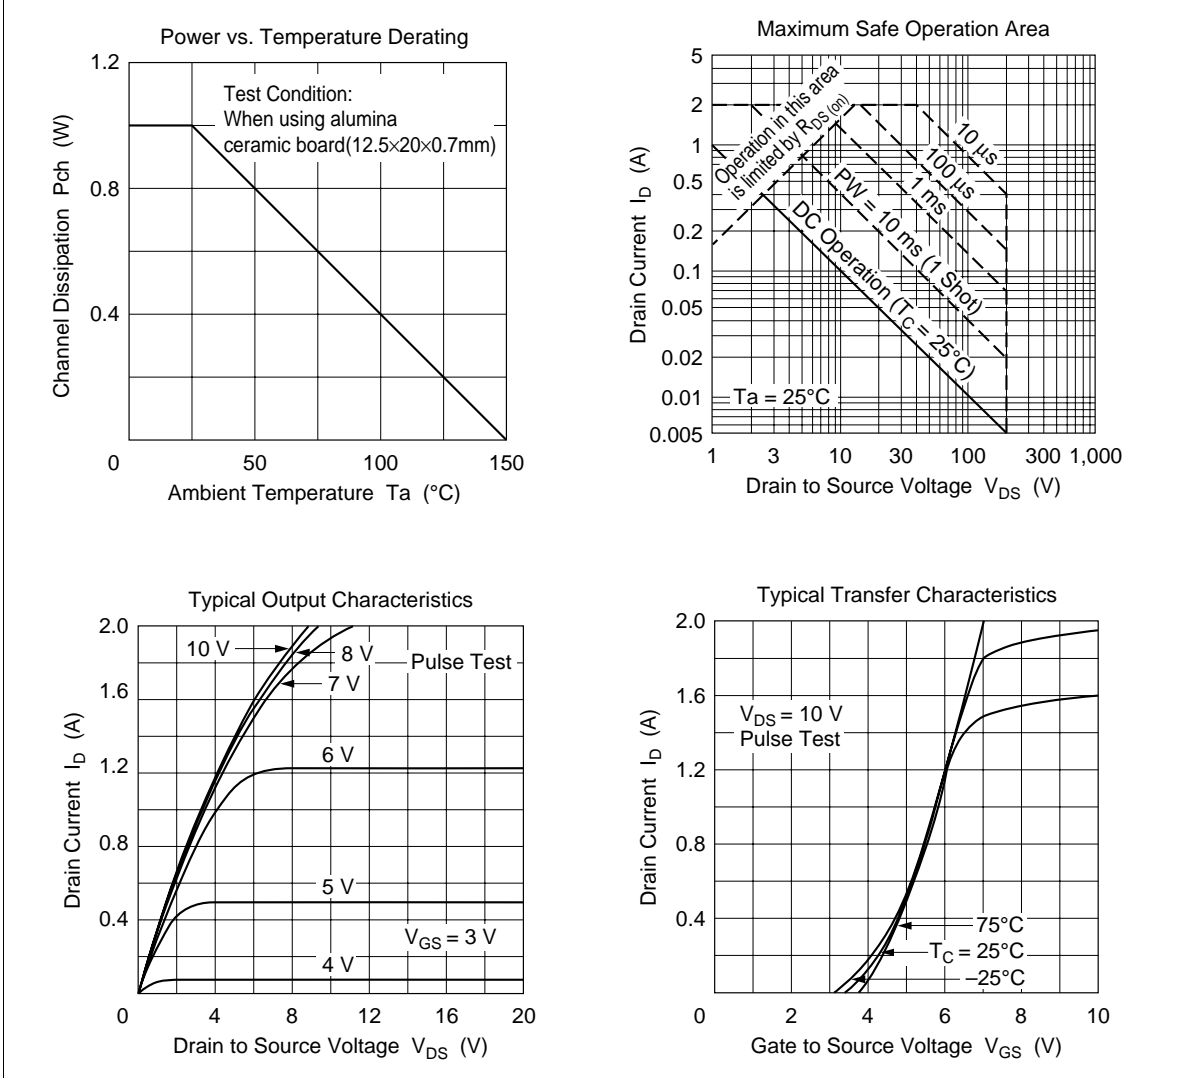 Power vs. Temperature Derating
1.2
0.8
0.4
0
50
100
150
Channel Dissipation Pch (W)
Test Condition:
When using alumina
ceramic board(12.5×20×0.7mm)
Ambient Temperature Ta (°C)
Maximum Safe Operation Area
5
2
1
0.5
0.2
0.1
0.05
0.02
0.01
0.005
Drain Current ID (A)
Operation in this area
is limited by RDS (on)
10 µs
100 µs
1 ms
PW = 10 ms (1 Shot)
DC Operation (TC = 25°C)
Ta = 25°C
1
3
10
30
100
300
1,000
Drain to Source Voltage VDS (V)
Typical Output Characteristics
2.0
1.6
1.2
0.8
0.4
0
4
8
12
16
20
Drain Current ID (A)
10 V
8 V
7 V
Pulse Test
6 V
5 V
VGS = 3 V
4 V
Drain to Source Voltage VDS (V)
Typical Transfer Characteristics
2.0
1.6
1.2
0.8
0.4
0
2
4
6
8
10
Drain Current ID (A)
VDS = 10 V
Pulse Test
75°C
TC = 25°C
–25°C
Gate to Source Voltage VGS (V)